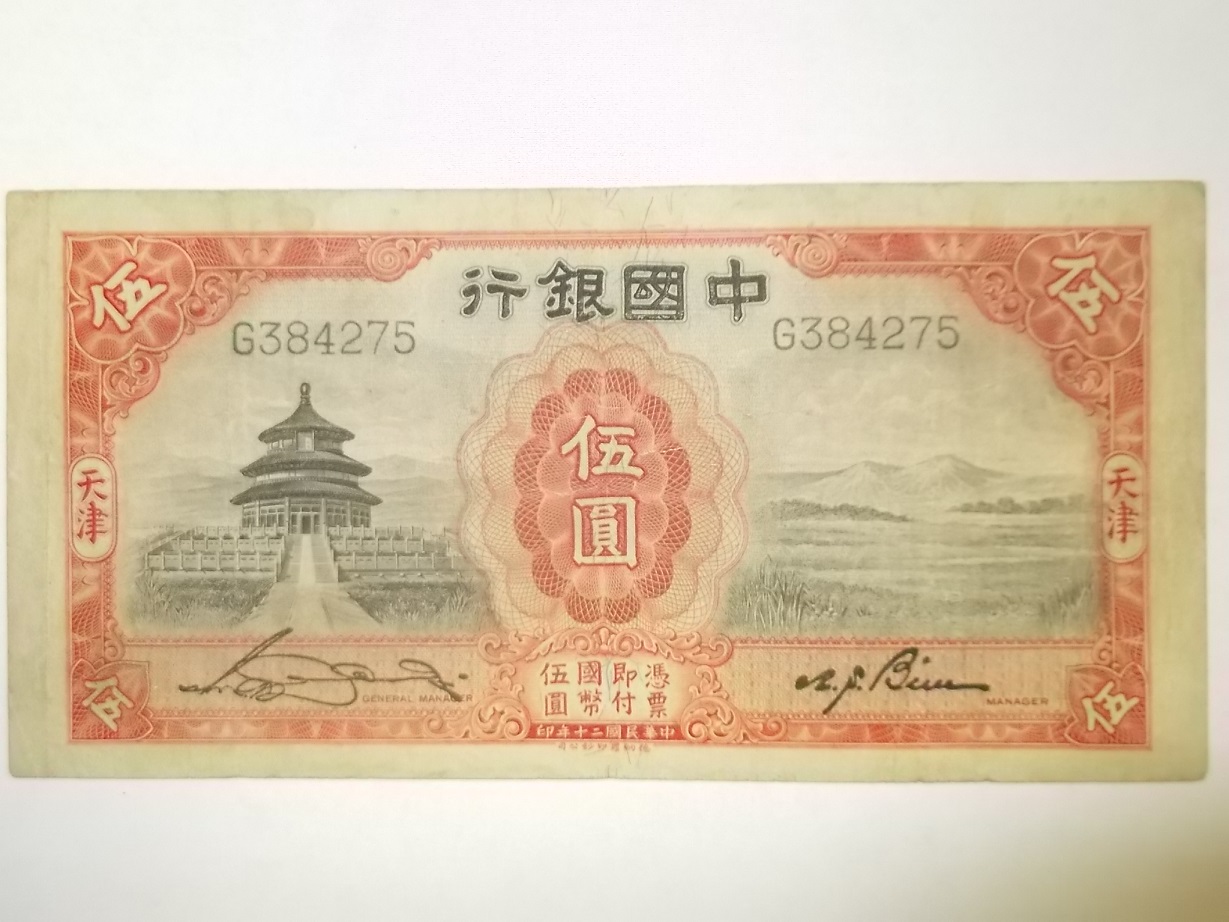 中國銀行
G384275
G384275
伍
伍
伍圓
天津
天津
GENERAL MANAGER
憑票
即付
國幣
伍圓
MANAGER
伍
伍
中華民國二十年印